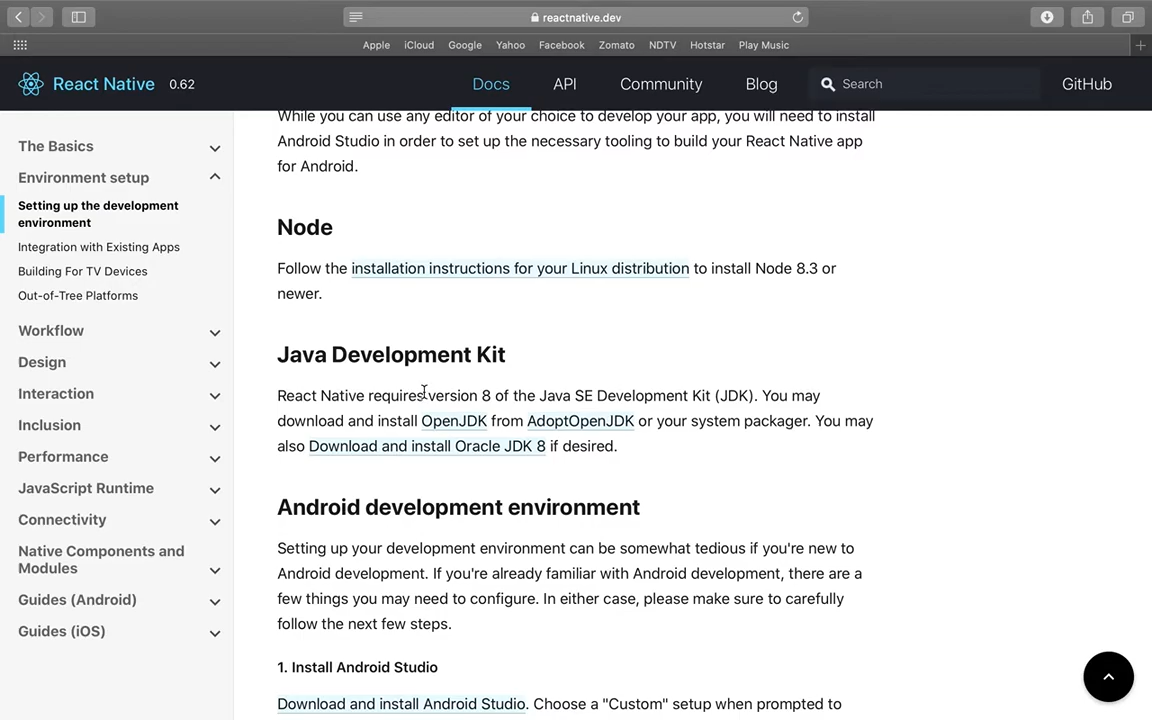 reactnative.dev
Apple iCloud Google Yahoo Facebook Zomato NDTV Hotstar Play Music
React Native 0.62 Docs API Community Blog Search GitHub
The Basics
Environment setup
Setting up the development
environment
Integration with Existing Apps
Building For TV Devices
Out-of-Tree Platforms
Workflow
Design
Interaction
Inclusion
Performance
JavaScript Runtime
Connectivity
Native Components and
Modules
Guides (Android)
Guides (iOS)
While you can use any editor of your choice to develop your app, you will need to install
Android Studio in order to set up the necessary tooling to build your React Native app
for Android.
Node
Follow the installation instructions for your Linux distribution to install Node 8.3 or
newer.
Java Development Kit
React Native requires version 8 of the Java SE Development Kit (JDK). You may
download and install OpenJDK from AdoptOpenJDK or your system packager. You may
also Download and install Oracle JDK 8 if desired.
Android development environment
Setting up your development environment can be somewhat tedious if you're new to
Android development. If you're already familiar with Android development, there are a
few things you may need to configure. In either case, please make sure to carefully
follow the next few steps.
1. Install Android Studio
Download and install Android Studio. Choose a "Custom" setup when prompted to